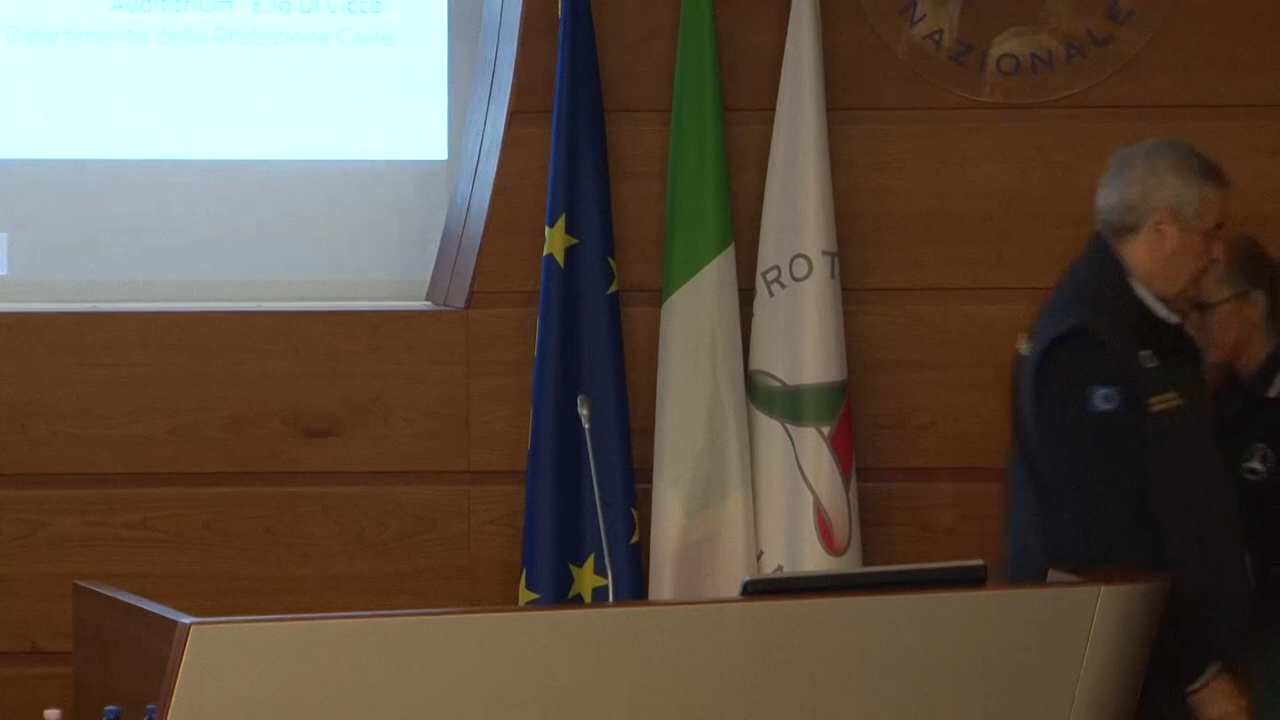 Auditorium "Elio Di Cicco"
Dipartimento della Protezione Civile
NAZIONALE
ROT